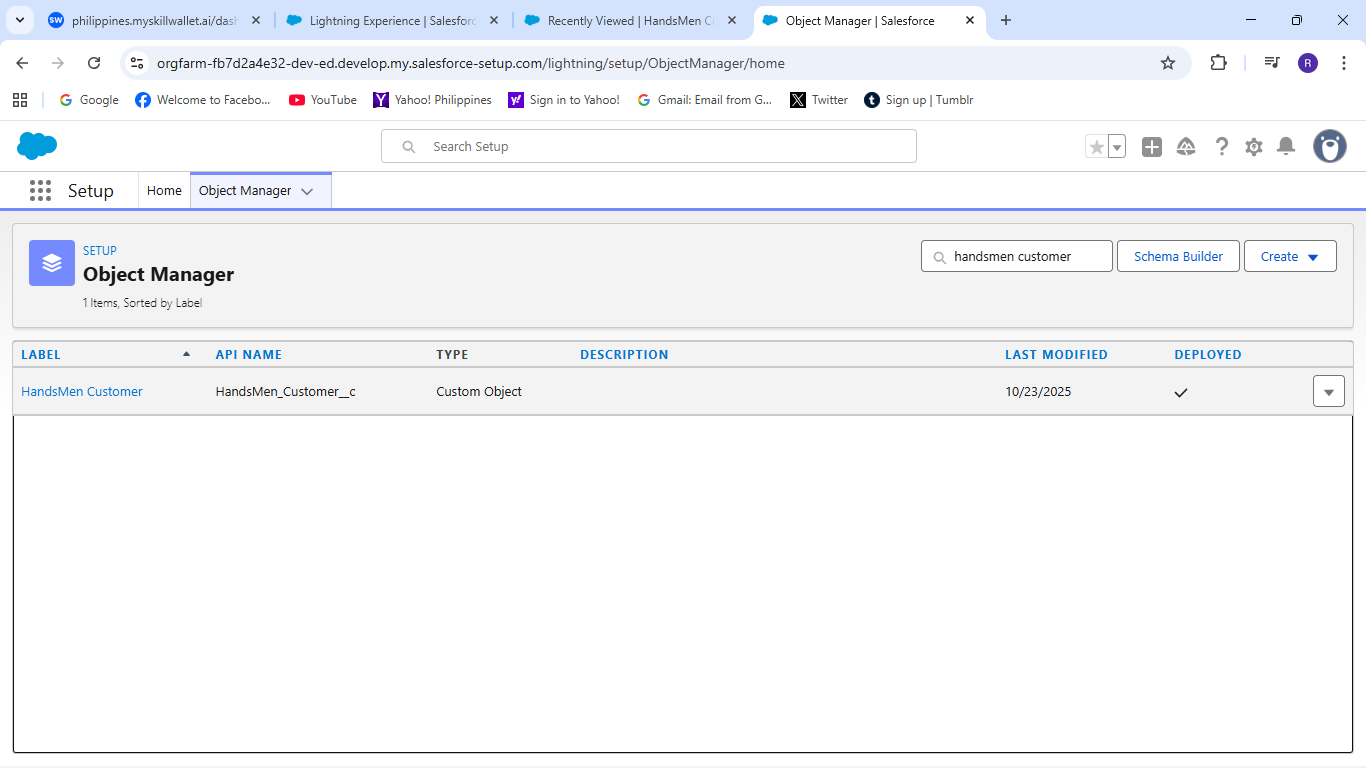 SW philippines.myskillwallet.ai/dash
Lightning Experience | Salesforc
Recently Viewed | HandsMen C
Object Manager | Salesforce
orgfarm-fb7d2a4e32-dev-ed.develop.my.salesforce-setup.com/lightning/setup/ObjectManager/home
R
Google
Welcome to Facebo...
YouTube
Yahoo! Philippines
Sign in to Yahoo!
Gmail: Email from G...
Twitter
Sign up | Tumblr
Search Setup
Setup
Home
Object Manager
SETUP
Object Manager
1 Items, Sorted by Label
handsmen customer
Schema Builder
Create
LABEL API NAME TYPE DESCRIPTION LAST MODIFIED DEPLOYED
HandsMen Customer HandsMen_Customer__c Custom Object 10/23/2025